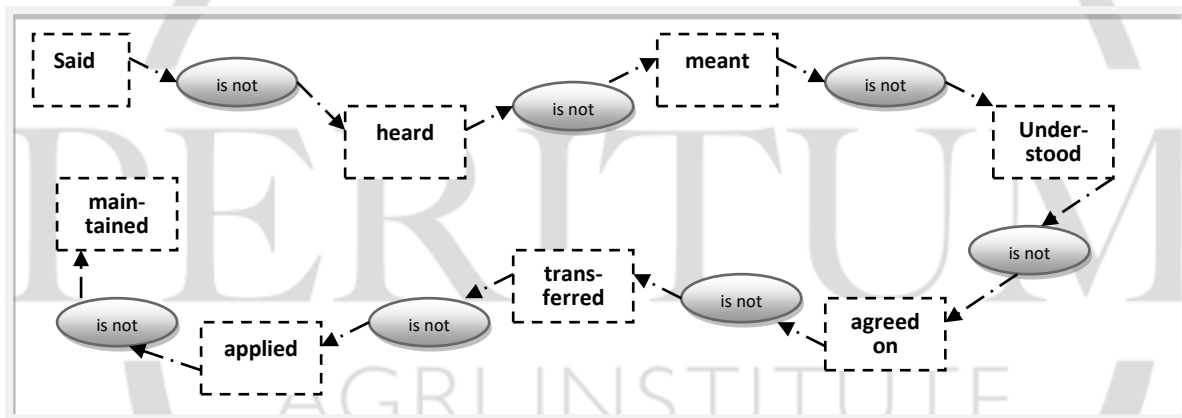 Said
is not
heard
is not
meant
is not
Under-
stood
is not
agreed
on
is not
trans-
ferred
is not
applied
is not
main-
tained
PERITUM
AGRI INSTITUTE